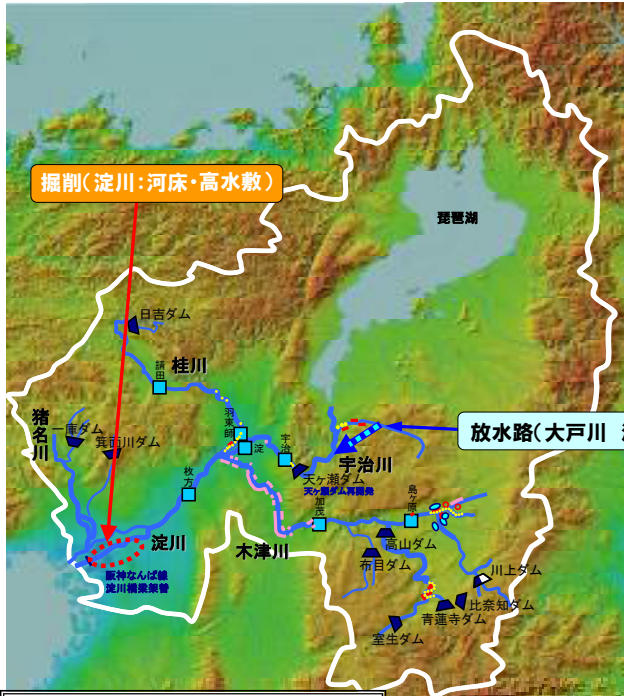 掘削(淀川:河床・高水敷)
琵琶湖
日吉ダム
請田
桂川
猪名川
一庫ダム
箕面川ダム
羽束師
淀
宇治
放水路(大戸川
宇治川
天ヶ瀬ダム
天ヶ瀬ダム再開発
枚方
加茂
島ヶ原
淀川
木津川
高山ダム
布目ダム
川上ダム
阪神なんば線
淀川橋梁架替
比奈知ダム
青蓮寺ダム
室生ダム